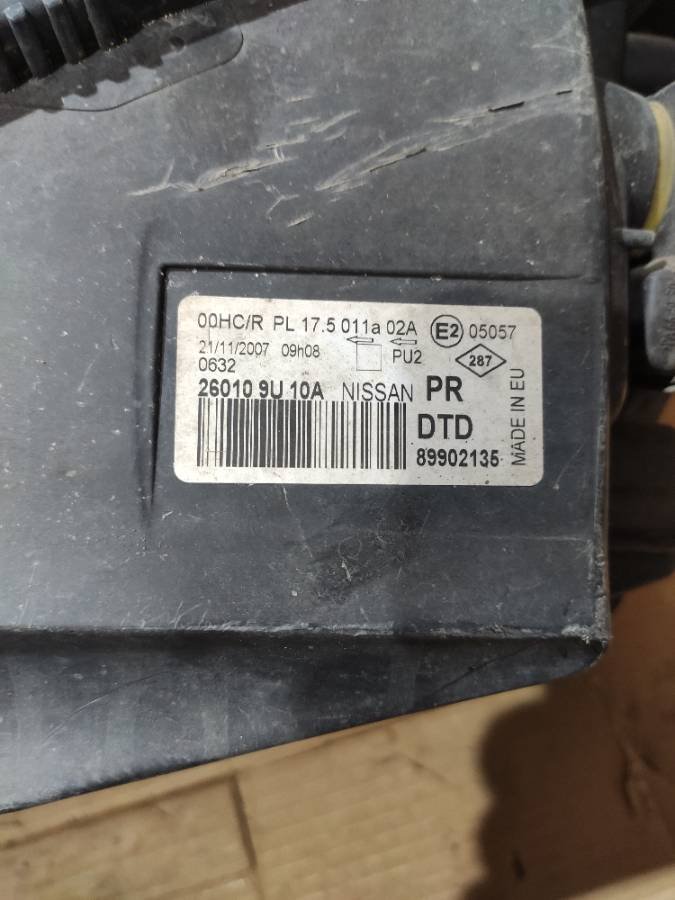 00HC/R PL 17.5 011a 02A E2 05057
21/11/2007 09h08 PU2 287
0632
26010 9U 10A NISSAN PR
DTD
89902135
MADE IN EU